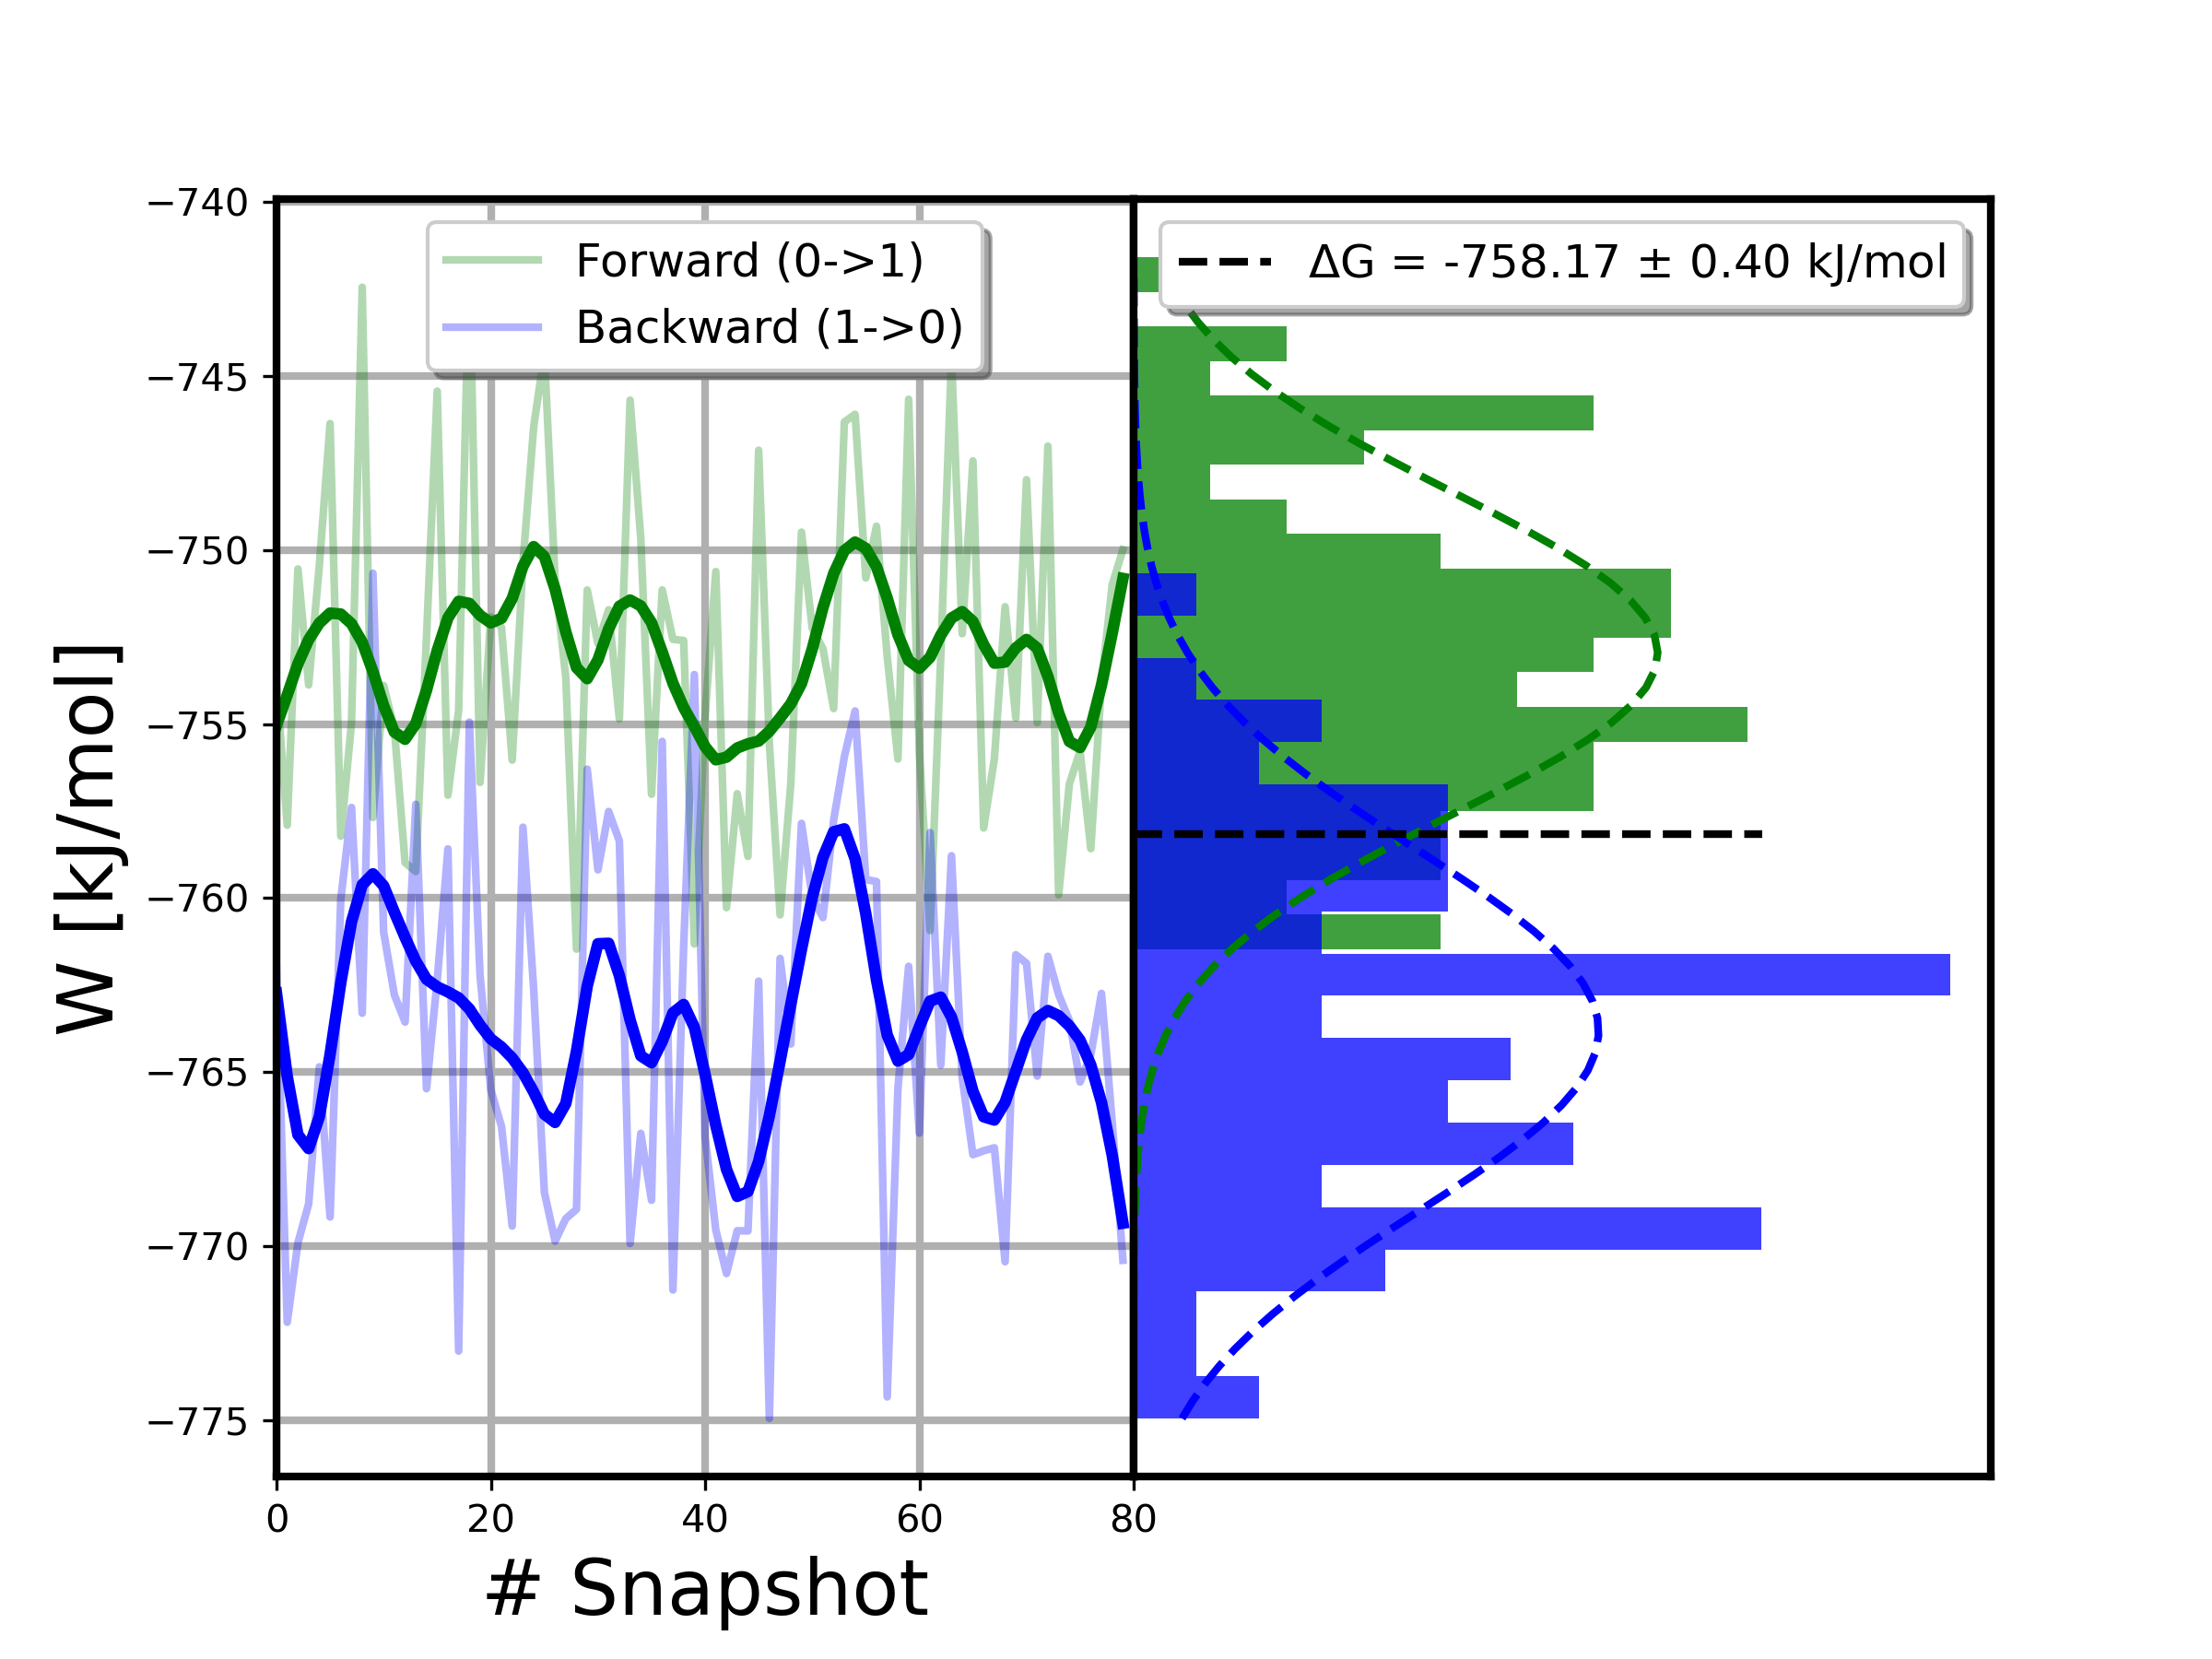 Forward (0->1)
Backward (1->0)
ΔG = -758.17 ± 0.40 kJ/mol
W [kJ/mol]
−740
−745
−750
−755
−760
−765
−770
−775
0 20 40 60 80
# Snapshot